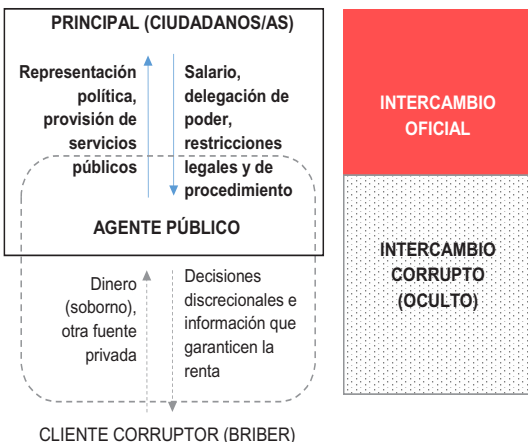 PRINCIPAL (CIUDADANOS/AS)
Representación
política,
provisión de
servicios
públicos
Salario,
delegación de
poder,
restricciones
legales y de
procedimiento
AGENTE PÚBLICO
Dinero
(soborno),
otra fuente
privada
Decisiones
discrecionales e
información que
garanticen la
renta
CLIENTE CORRUPTOR (BRIBER)
INTERCAMBIO
OFICIAL
INTERCAMBIO
CORRUPTO
(OCULTO)